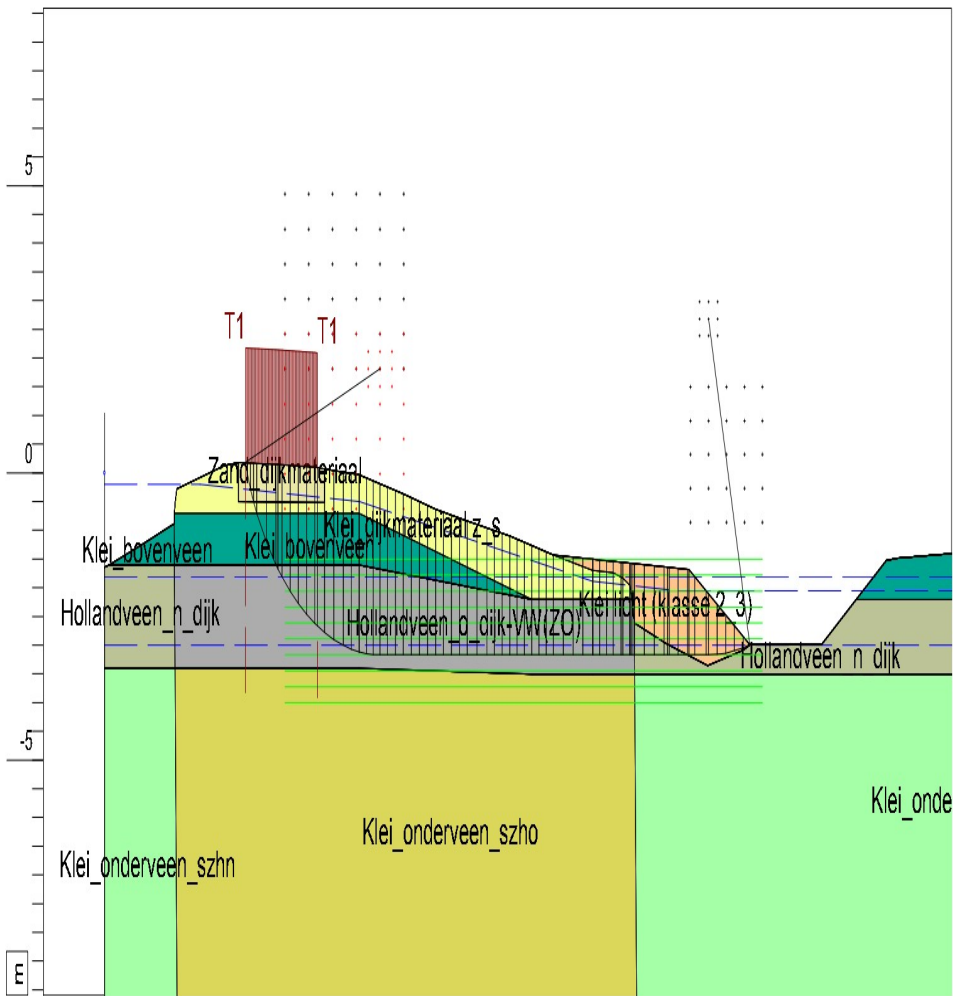 5
T1
T1
0
Zand_dijkmateriaal
Klei_dijkmateriaal z_s
Klei_bovenveen
Klei_bovenveen
Hollandveen_n_dijk
Hollandveen_o_dijk-VW(ZO)
Klei licht (klasse 2_3)
Hollandveen_n_dijk
-5
Klei_onde
Klei_onderveen_szho
Klei_onderveen_szhn
m